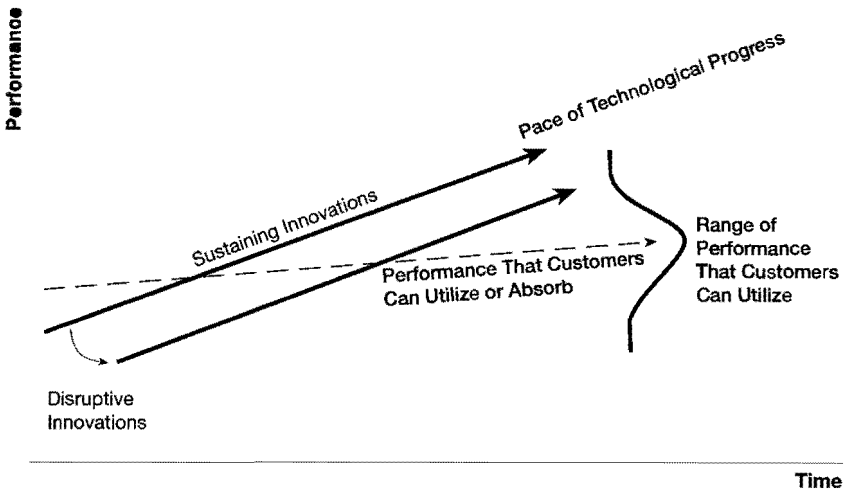 Performance
Pace of Technological Progress
Sustaining Innovations
Range of
Performance
That Customers
Can Utilize
Performance That Customers
Can Utilize or Absorb
Disruptive
Innovations
Time